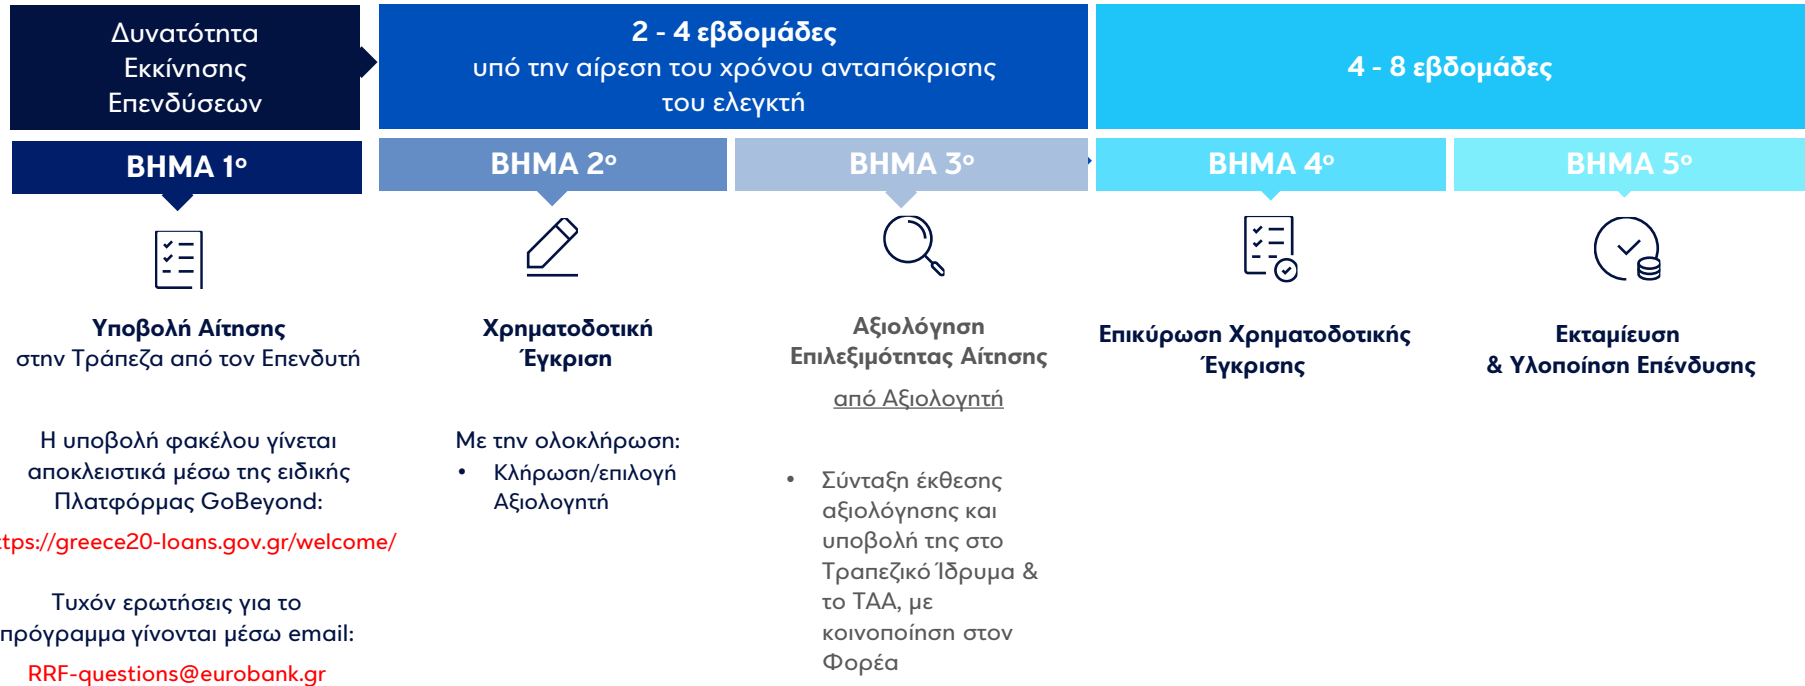 Δυνατότητα
Εκκίνησης
Επενδύσεων
2 - 4 εβδομάδες
υπό την αίρεση του χρόνου ανταπόκρισης
του ελεγκτή
4 - 8 εβδομάδες
ΒΗΜΑ 1ο
ΒΗΜΑ 2ο
ΒΗΜΑ 3ο
ΒΗΜΑ 4ο
ΒΗΜΑ 5ο
Υποβολή Αίτησης
στην Τράπεζα από τον Επενδυτή
Η υποβολή φακέλου γίνεται
αποκλειστικά μέσω της ειδικής
Πλατφόρμας GoBeyond:
ttps://greece20-loans.gov.gr/welcome/
Τυχόν ερωτήσεις για το
πρόγραμμα γίνονται μέσω email:
RRF-questions@eurobank.gr
Χρηματοδοτική
Έγκριση
Με την ολοκλήρωση:
• Κλήρωση/επιλογή
Αξιολογητή
Αξιολόγηση
Επιλεξιμότητας Αίτησης
από Αξιολογητή
• Σύνταξη έκθεσης
αξιολόγησης και
υποβολή της στο
Τραπεζικό Ίδρυμα &
το ΤΑΑ, με
κοινοποίηση στον
Φορέα
Επικύρωση Χρηματοδοτικής
Έγκρισης
Εκταμίευση
& Υλοποίηση Επένδυσης